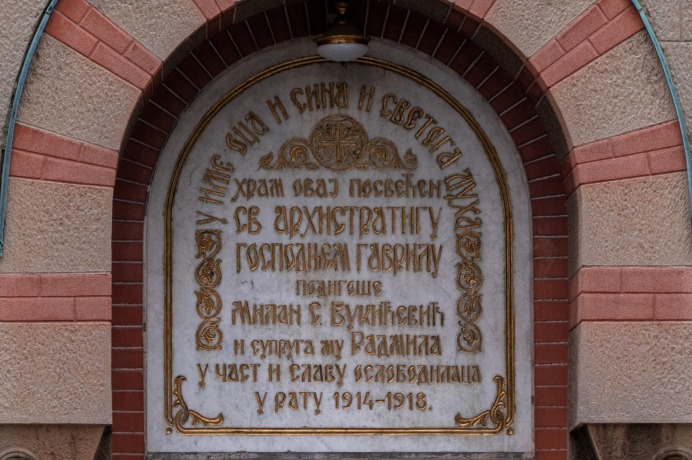 У ИМЕ ОЦА И СИНА И СВЕТОГА ДУХА
ХРАМ ОВАЈ ПОСВЕЋЕН
СВ АРХИСТРАТИГУ
ГОСПОДЊЕМ ГАВРИЛУ
ПОДИГОШЕ
МИЛАН С. ВУКИЋЕВИЋ
И СУПРУГА МУ РАДМИЛА
У ЧАСТ И СЛАВУ ОСЛОБОДИЛАЦА
У РАТУ 1914-1918.